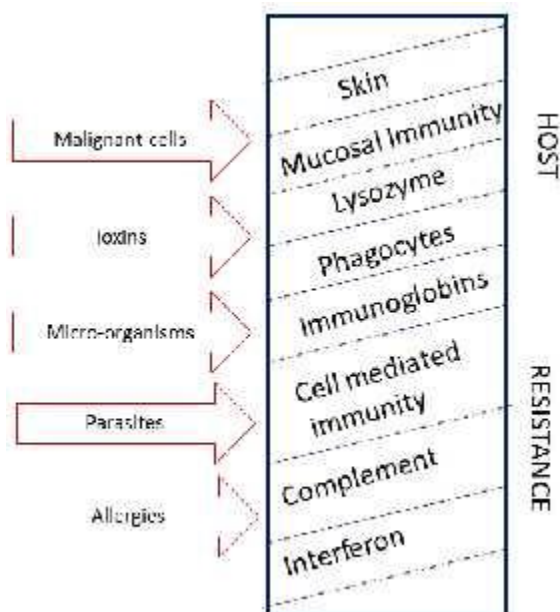 Malignant cells
Toxins
Micro-organisms
Parasites
Allergies
Skin
Mucosal Immunity
Lysozyme
Phagocytes
Immunoglobins
Cell mediated
immunity
Complement
Interferon
HOST
RESISTANCE